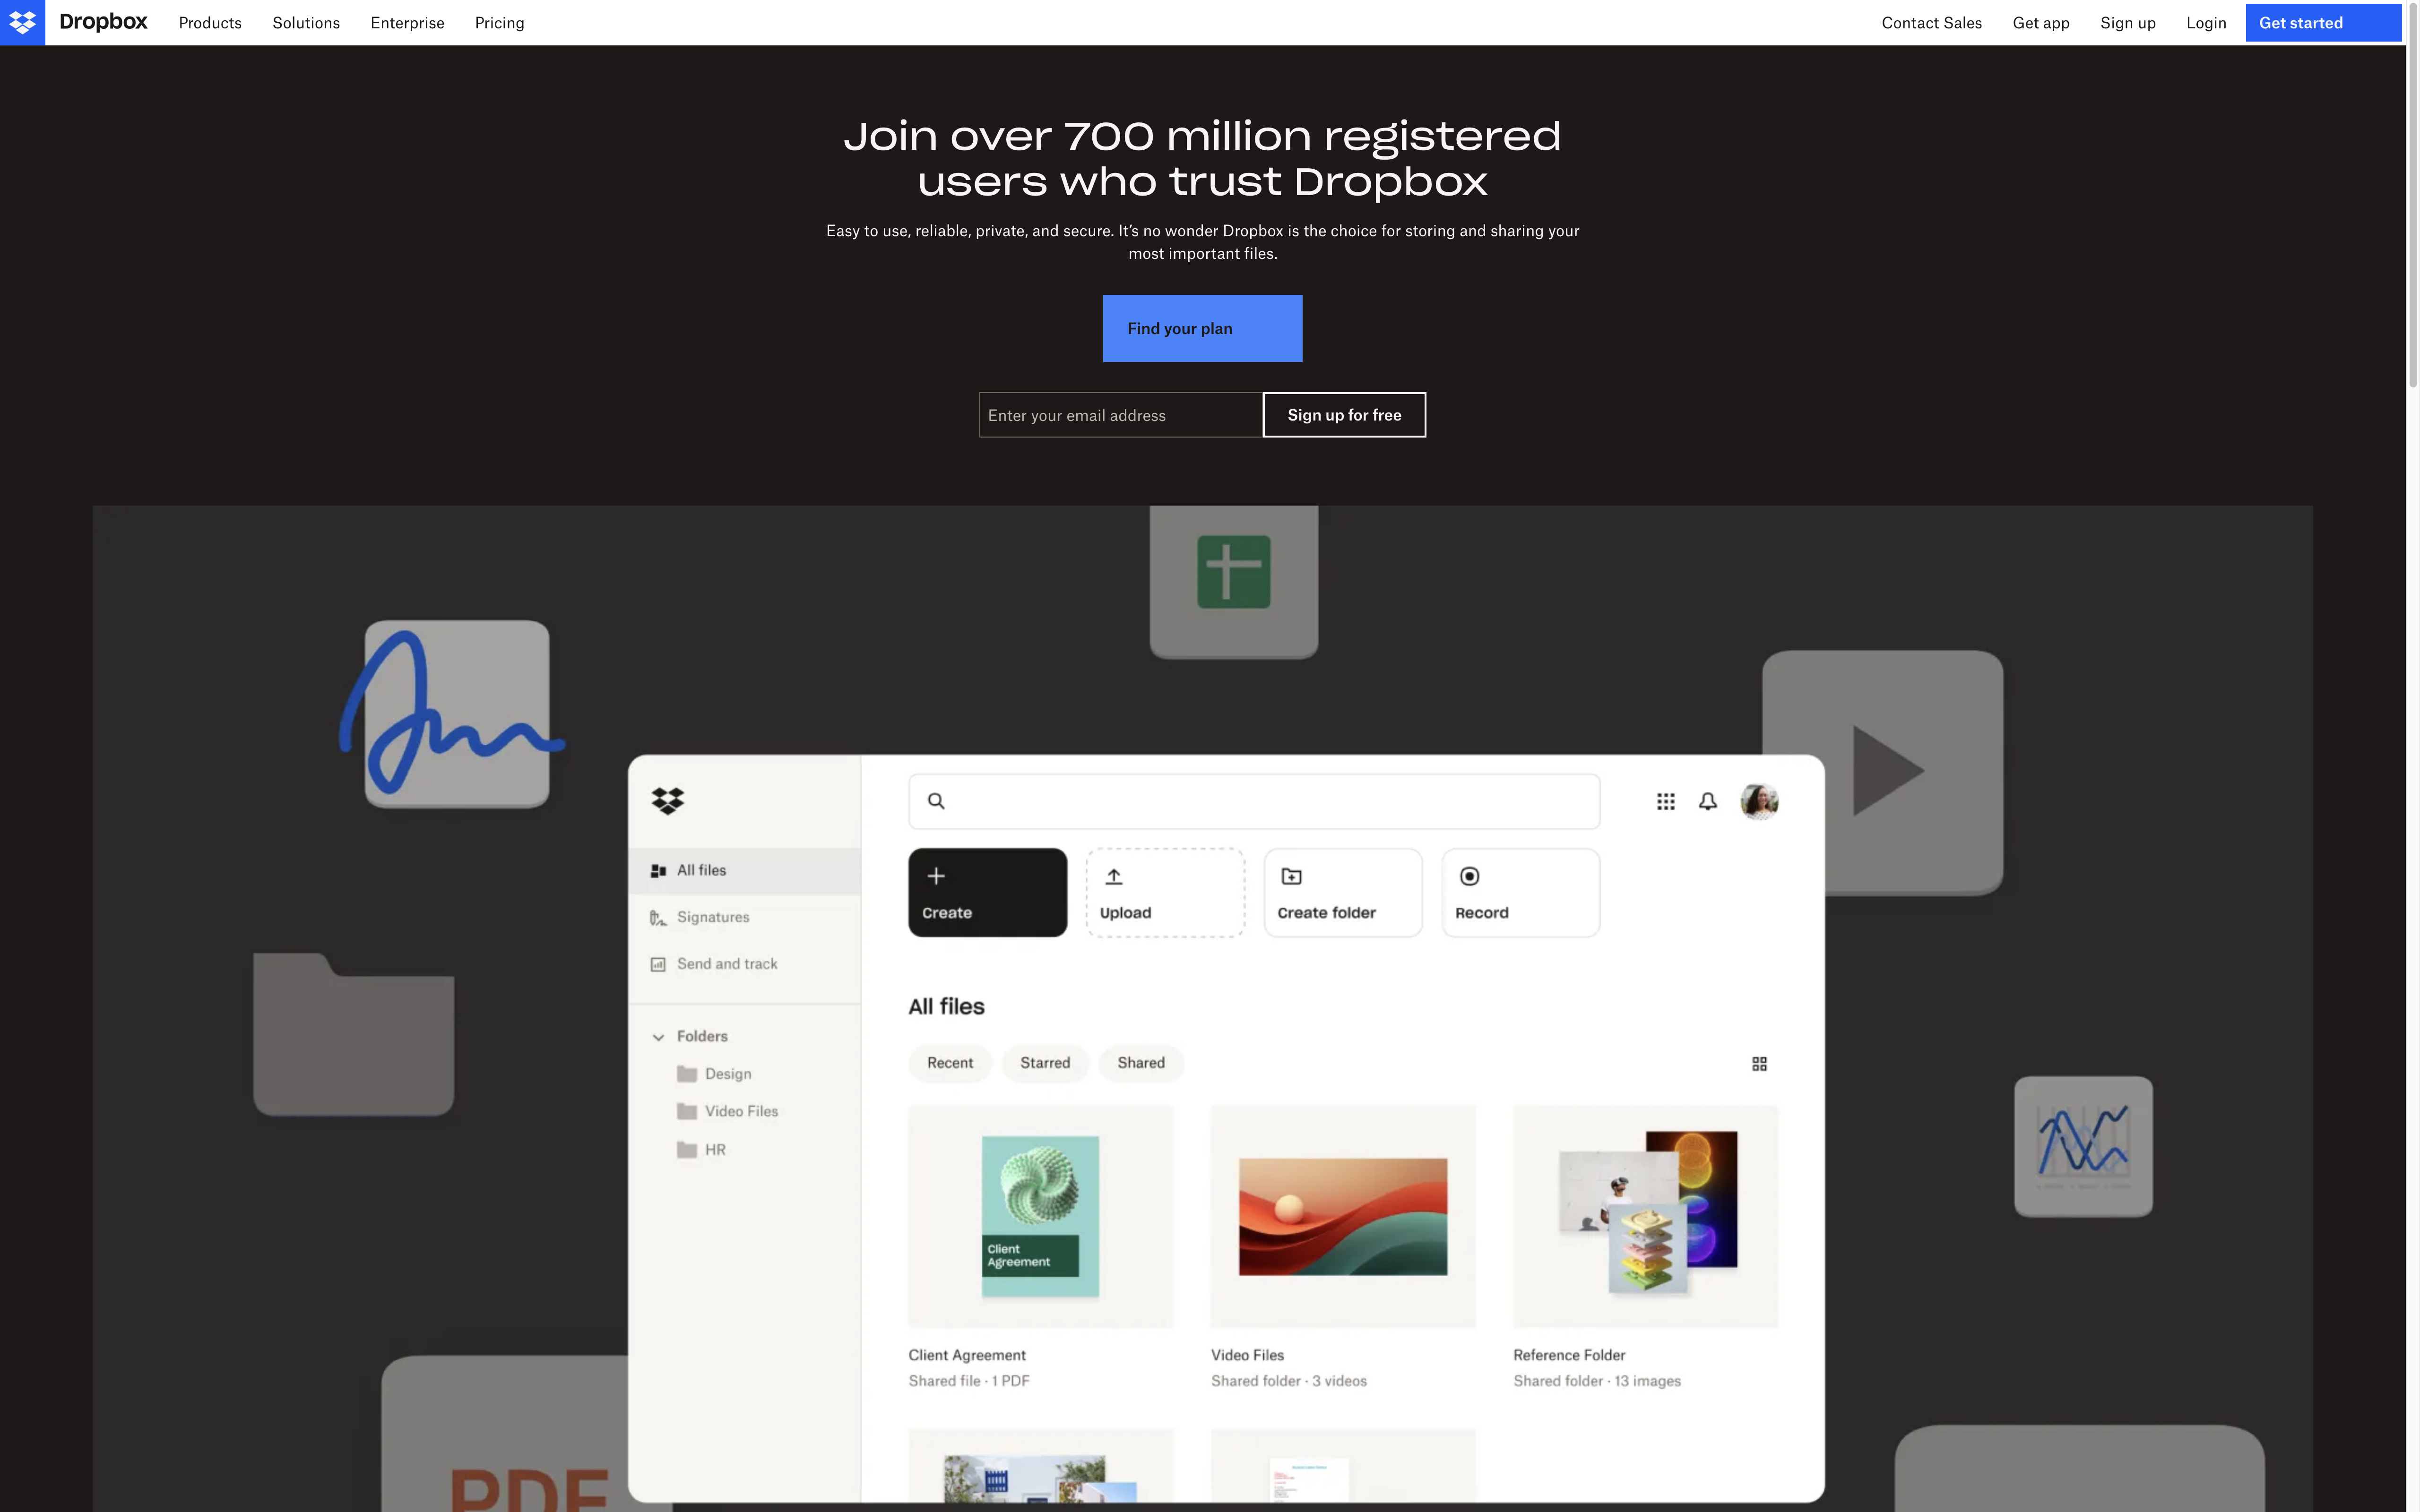 Dropbox Products Solutions Enterprise Pricing Contact Sales Get app Sign up Login Get started
Join over 700 million registered
users who trust Dropbox
Easy to use, reliable, private, and secure. It's no wonder Dropbox is the choice for storing and sharing your
most important files.
Find your plan
Enter your email address Sign up for free
All files
Signatures
Send and track
Folders
Design
Video Files
HR
Create Upload Create folder Record
All files
Recent Starred Shared
Client
Agreement
Client Agreement
Shared file · 1 PDF
Video Files
Shared folder · 3 videos
Reference Folder
Shared folder · 13 images
PDF